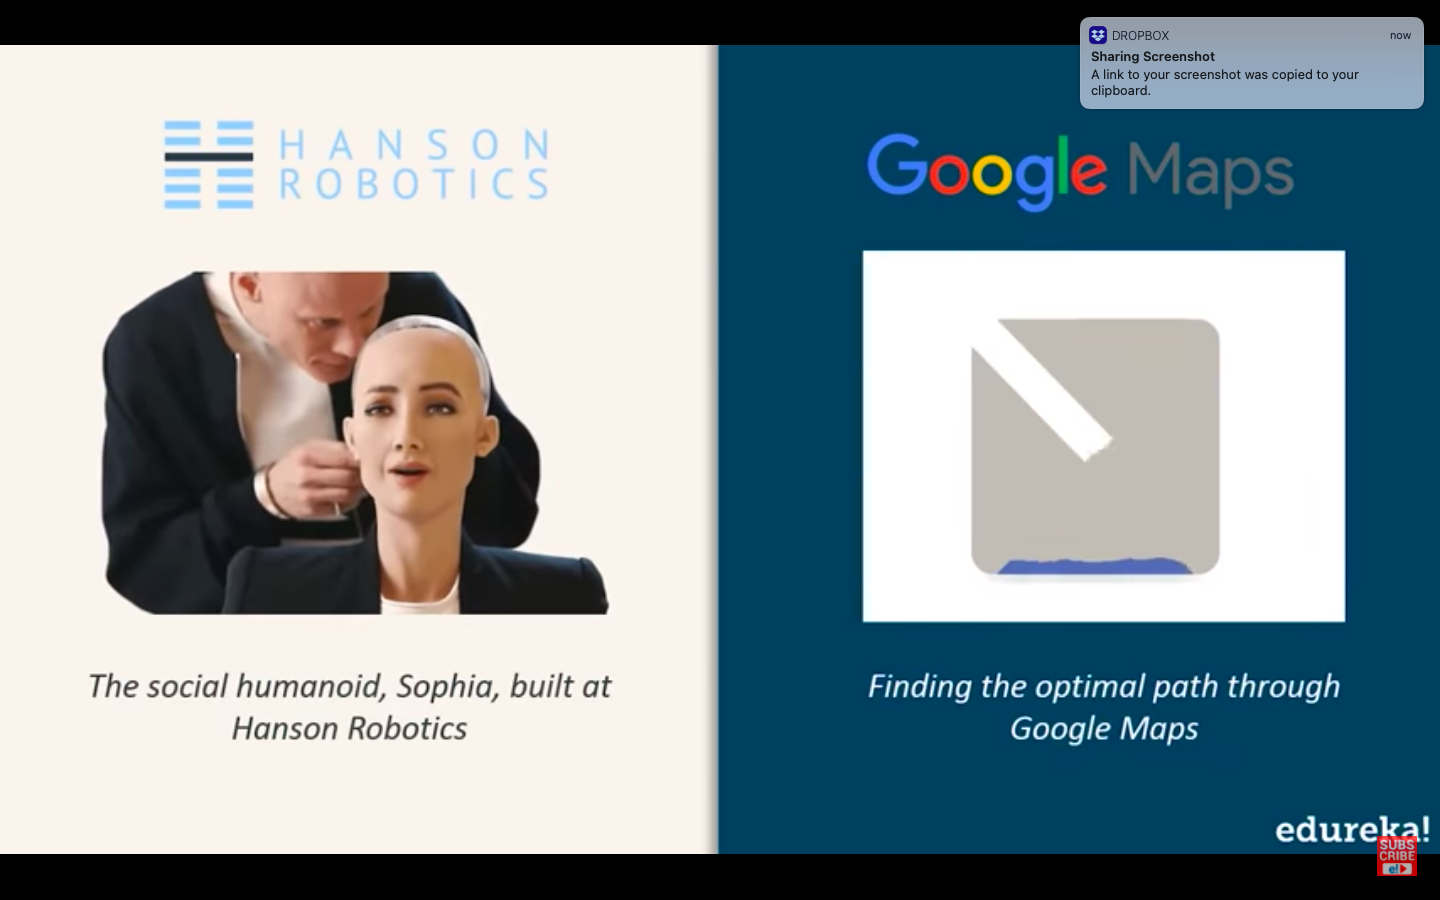 DROPBOX now
Sharing Screenshot
A link to your screenshot was copied to your
clipboard.
HANSON
ROBOTICS
The social humanoid, Sophia, built at
Hanson Robotics
Google Maps
Finding the optimal path through
Google Maps
edureka!
SUBS
CRIBE
e!